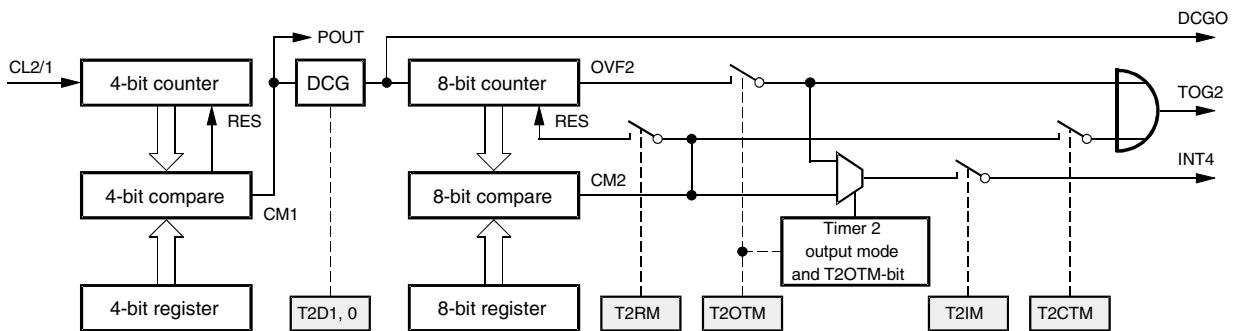 DCGO
POUT
CL2/1
4-bit counter
DCG
8-bit counter
OVF2
TOG2
RES
RES
INT4
4-bit compare
CM1
8-bit compare
CM2
Timer 2
output mode
and T2OTM-bit
4-bit register
T2D1, 0
8-bit register
T2RM
T2OTM
T2IM
T2CTM